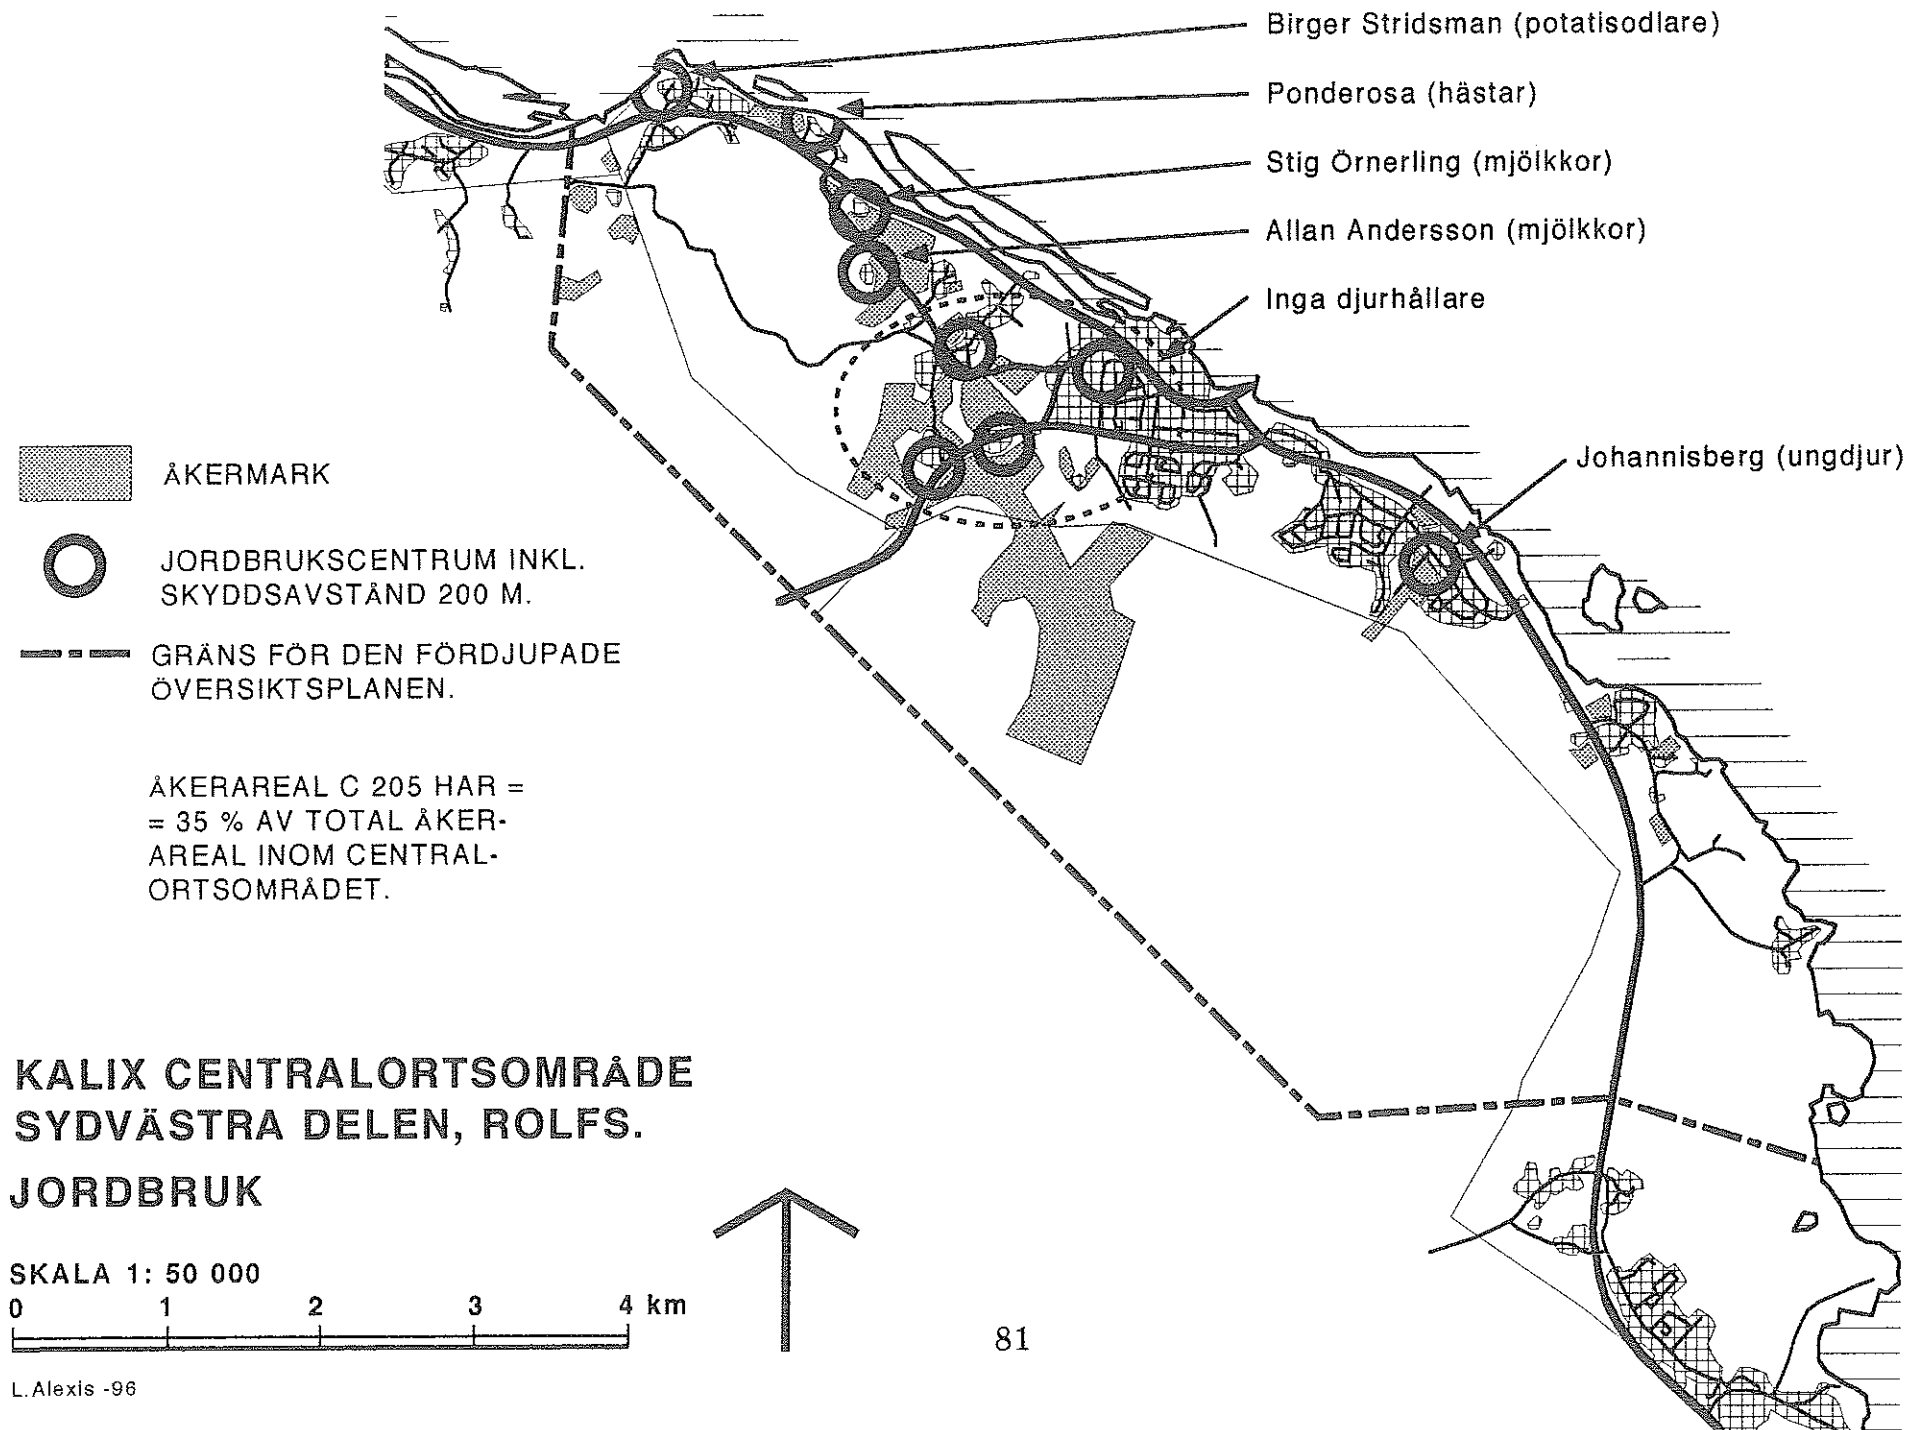 Birger Stridsman (potatisodlare)
Ponderosa (hästar)
Stig Örnerling (mjölkkor)
Allan Andersson (mjölkkor)
Inga djurhållare
Johannisberg (ungdjur)
ÅKERMARK
JORDBRUKSCENTRUM INKL.
SKYDDSAVSTÅND 200 M.
GRÄNS FÖR DEN FÖRDJUPADE
ÖVERSIKTSPLANEN.
ÅKERAREAL C 205 HAR =
= 35 % AV TOTAL ÅKER-
AREAL INOM CENTRAL-
ORTSOMRÅDET.
KALIX CENTRALORTSOMRÅDE
SYDVÄSTRA DELEN, ROLFS.
JORDBRUK
SKALA 1: 50 000
0 1 2 3 4 km
L.Alexis -96
81